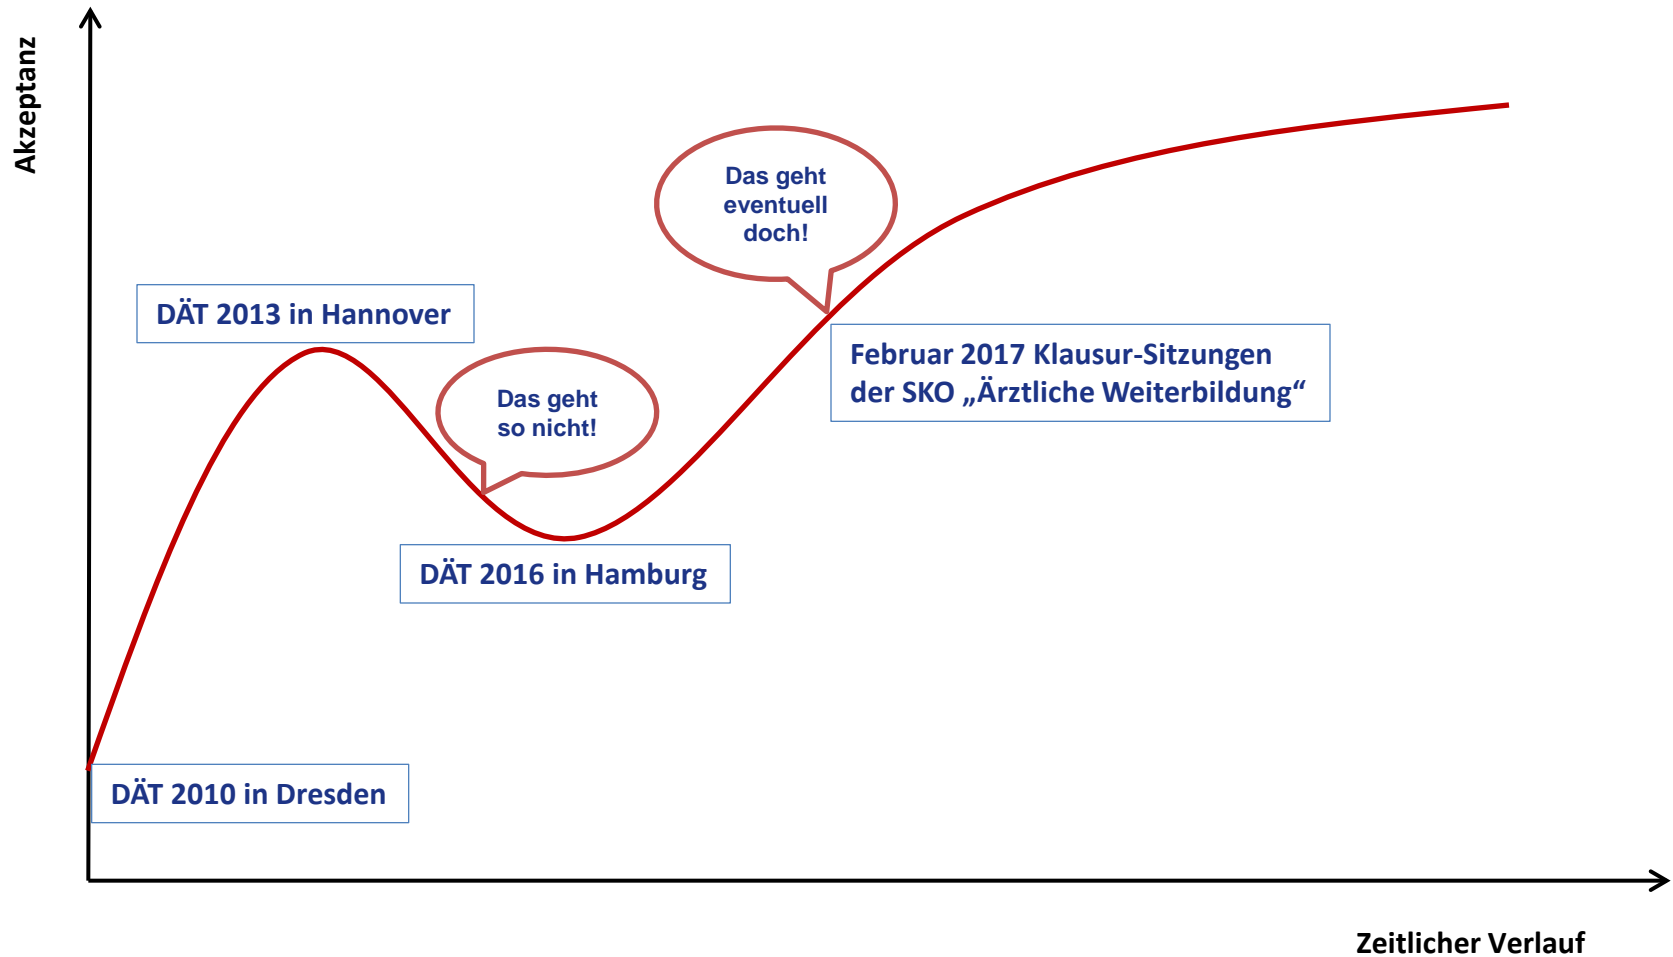 Akzeptanz
Das geht
eventuell
doch!
DÄT 2013 in Hannover
Februar 2017 Klausur-Sitzungen
der SKO „Ärztliche Weiterbildung“
Das geht
so nicht!
DÄT 2016 in Hamburg
DÄT 2010 in Dresden
Zeitlicher Verlauf